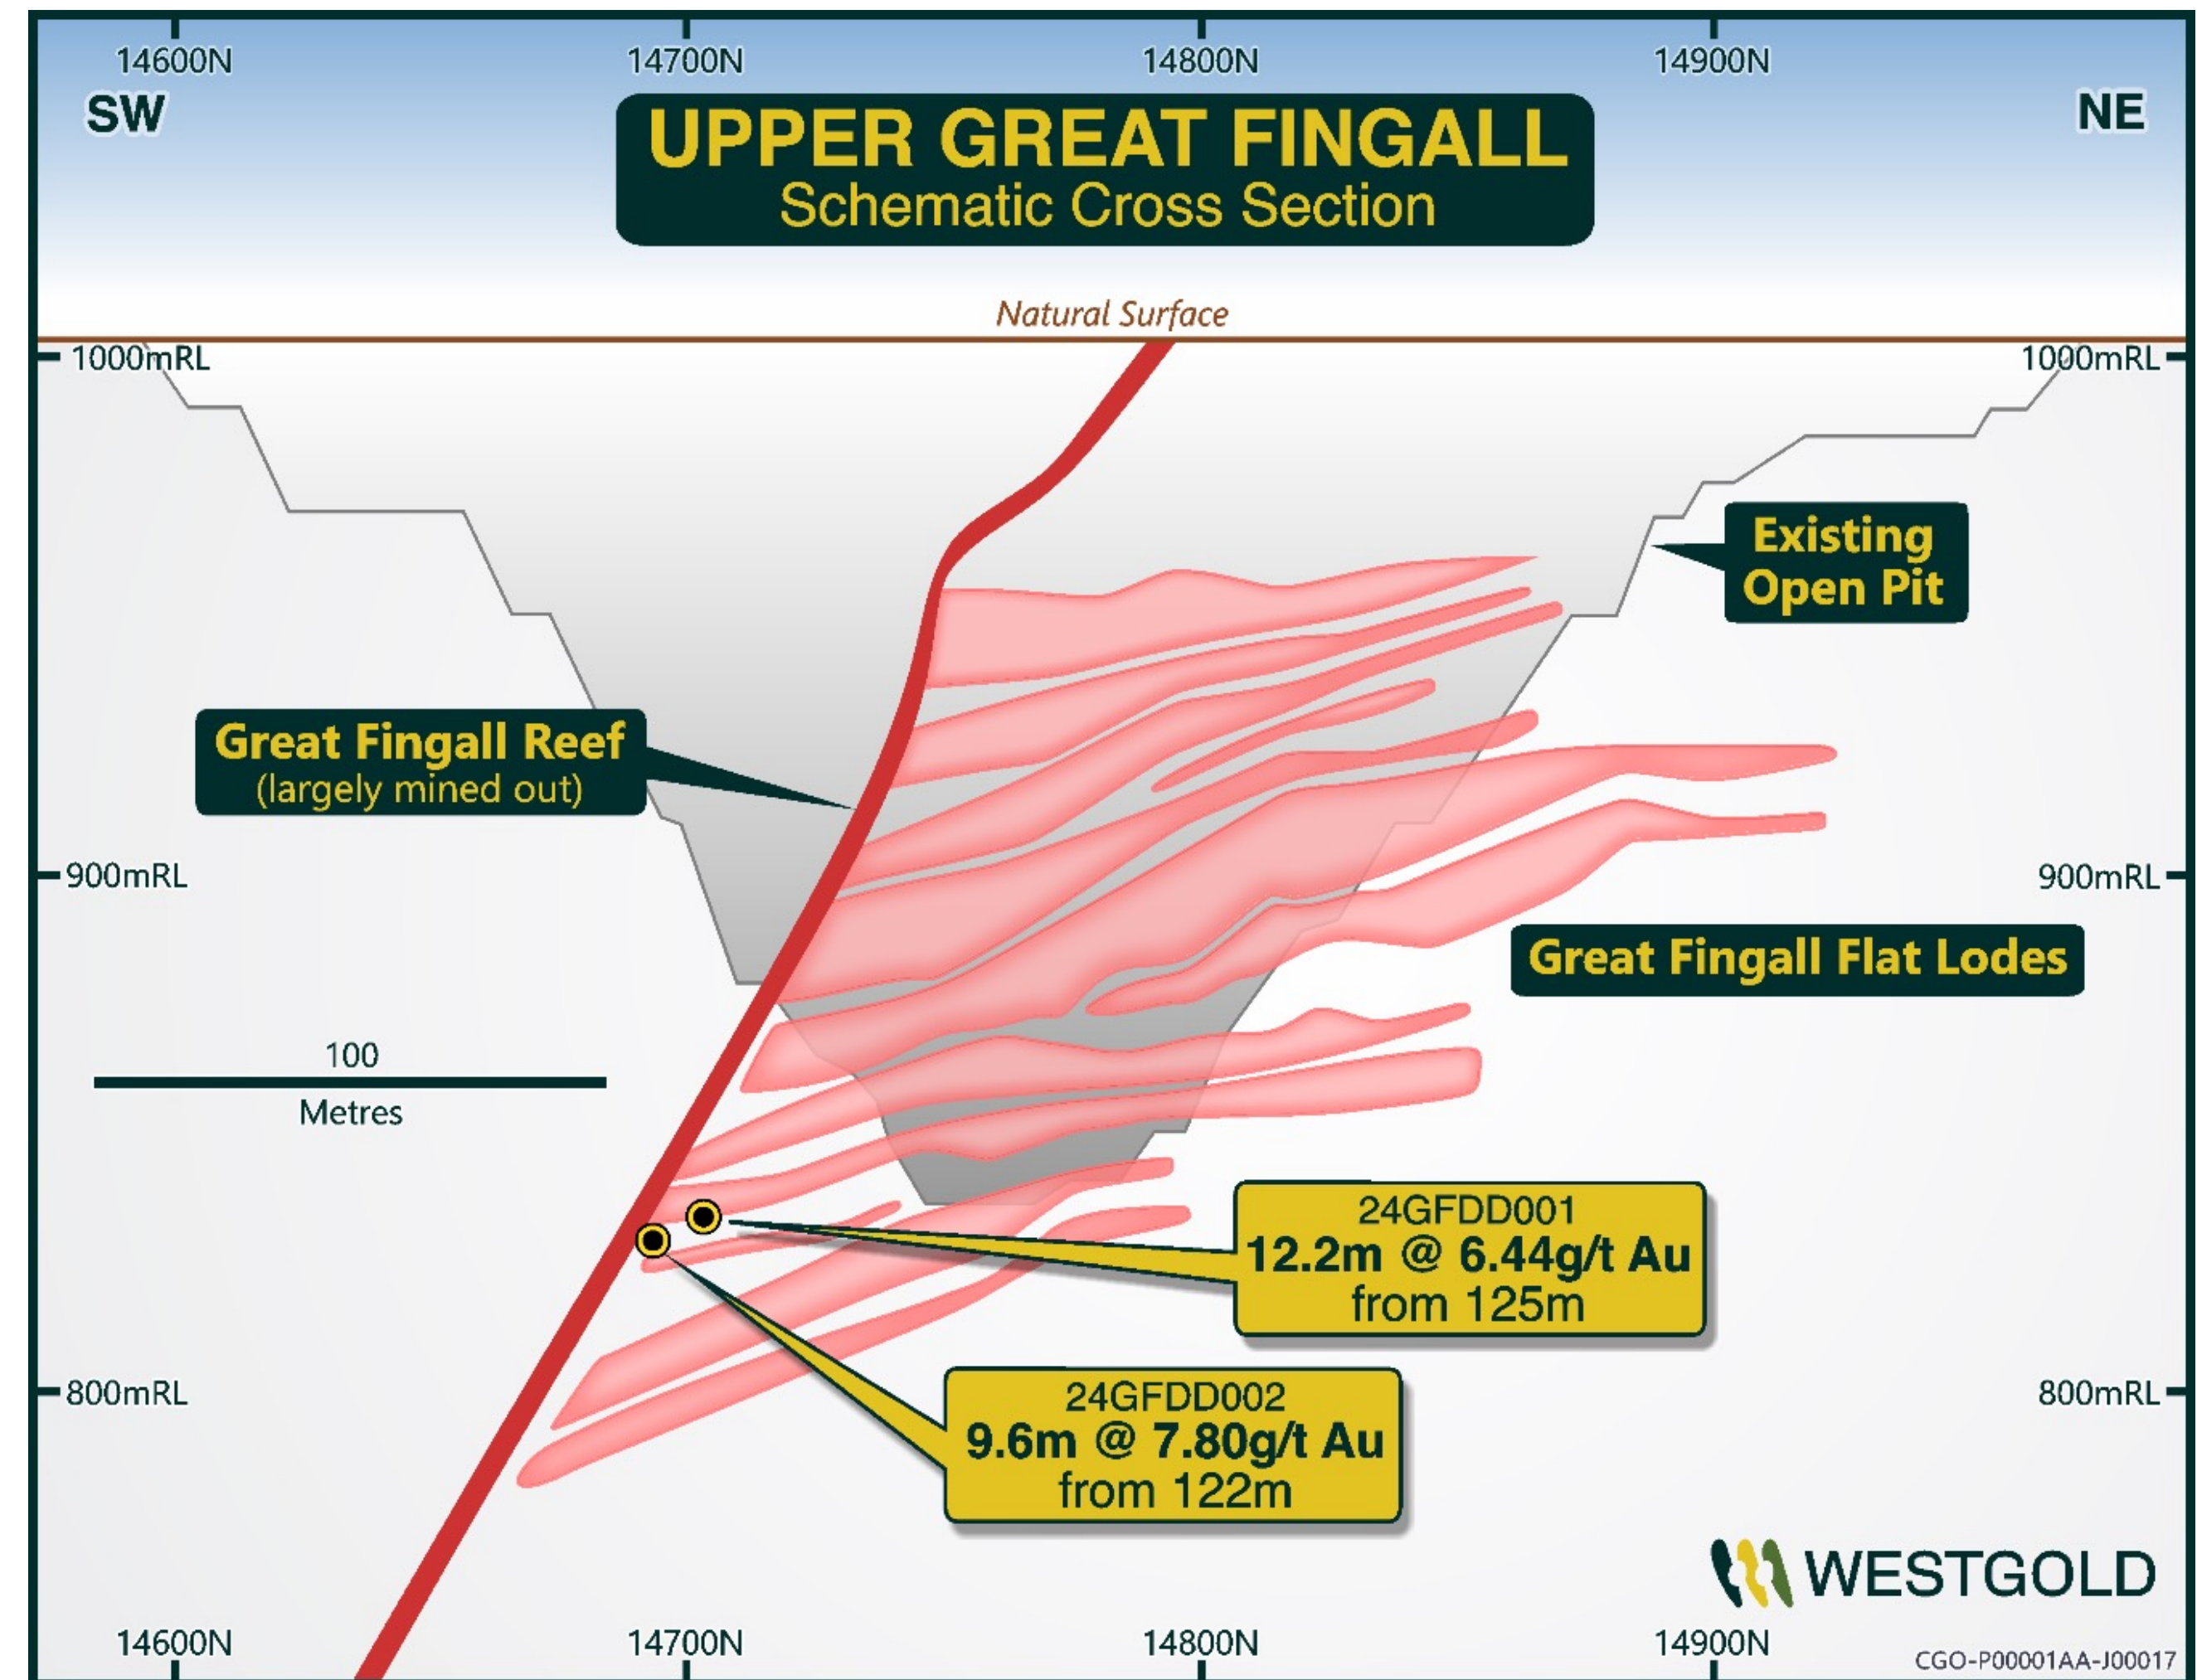 14600N
14700N
14800N
14900N
SW
NE
UPPER GREAT FINGALL
Schematic Cross Section
Natural Surface
1000mRL
1000mRL
Existing
Open Pit
Great Fingall Reef
(largely mined out)
900mRL
900mRL
Great Fingall Flat Lodes
100
Metres
24GFDD001
12.2m @ 6.44g/t Au
from 125m
24GFDD002
9.6m @ 7.80g/t Au
from 122m
800mRL
800mRL
WESTGOLD
14600N
14700N
14800N
14900N
CGO-P00001AA-J00017